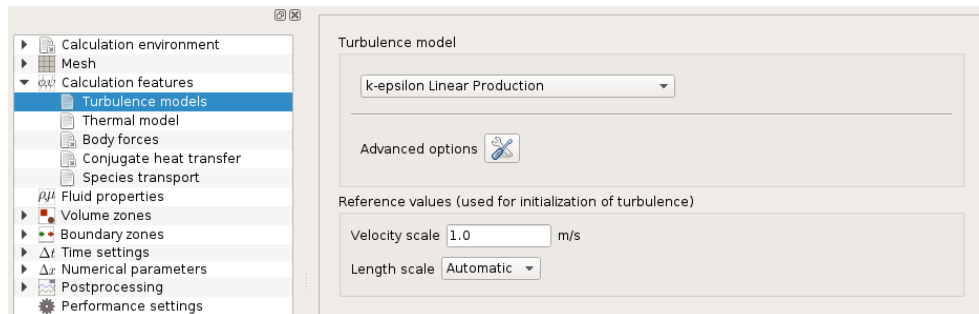 Calculation environment
Mesh
Calculation features
Turbulence models
Thermal model
Body forces
Conjugate heat transfer
Species transport
Fluid properties
Volume zones
Boundary zones
Δt Time settings
Δx Numerical parameters
Postprocessing
Performance settings
Turbulence model
k-epsilon Linear Production
Advanced options
Reference values (used for initialization of turbulence)
Velocity scale 1.0 m/s
Length scale Automatic